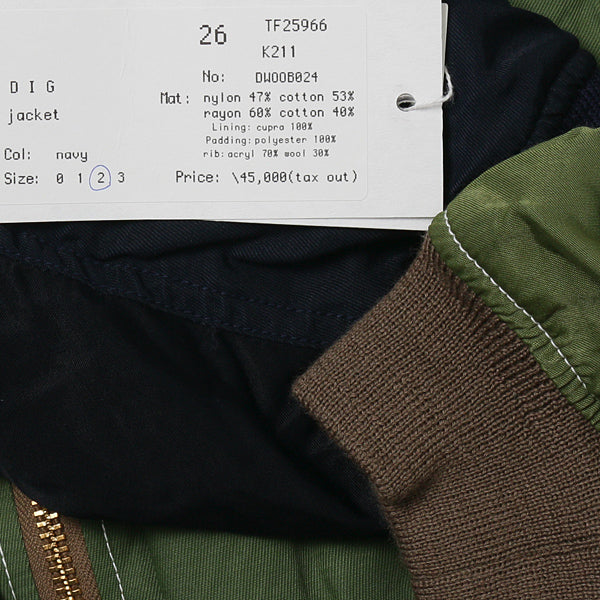 26
TF25966
K211
No: DW00B024
D I G
jacket
Mat: nylon 47% cotton 53%
rayon 60% cotton 40%
Lining: cupra 100%
Padding: polyester 100%
rib: acryl 70% wool 30%
Col: navy
Size: 0 1 2 3
Price: \45,000(tax out)